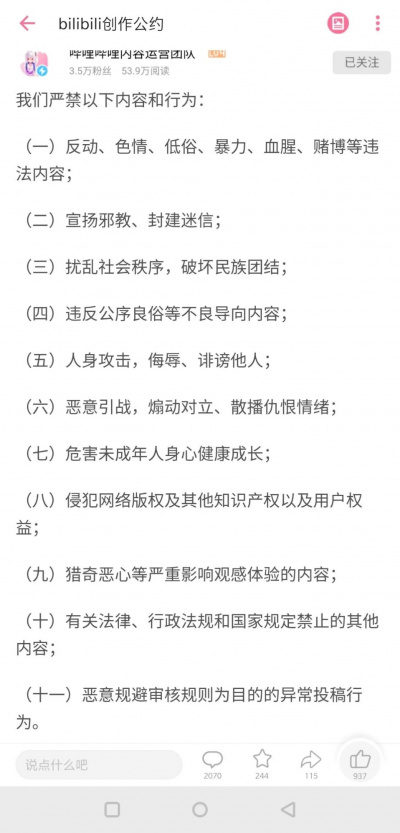 bilibili创作公约
哔哩哔哩内容运营团队
3.5万粉丝 53.9万阅读
已关注
我们严禁以下内容和行为：
（一）反动、色情、低俗、暴力、血腥、赌博等违
法内容；
（二）宣扬邪教、封建迷信；
（三）扰乱社会秩序，破坏民族团结；
（四）违反公序良俗等不良导向内容；
（五）人身攻击，侮辱、诽谤他人；
（六）恶意引战，煽动对立、散播仇恨情绪；
（七）危害未成年人身心健康成长；
（八）侵犯网络版权及其他知识产权以及用户权
益；
（九）猎奇恶心等严重影响观感体验的内容；
（十）有关法律、行政法规和国家规定禁止的其他
内容；
（十一）恶意规避审核规则为目的的异常投稿行
为。
说点什么吧
2070 244 115 937